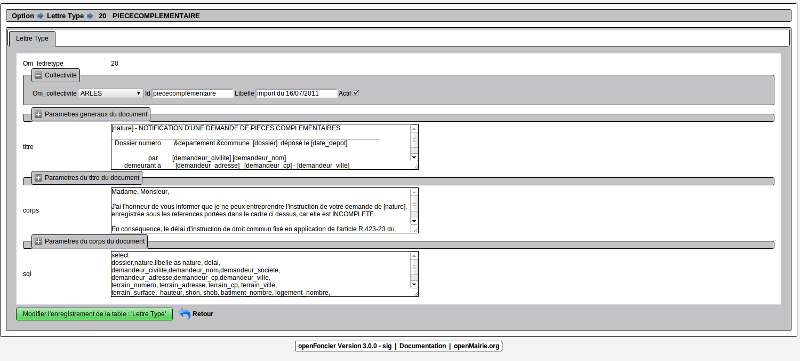 Option Lettre Type 20 PIECECOMPLEMENTAIRE
Lettre Type
Om_lettretype 20
Collectivité
Om_collectivite ARLES Id piececomplementaire Libelle import du 16/07/2011 Actif
Parametres generaux du document
titre
[nature] - NOTIFICATION D'UNE DEMANDE DE PIECES COMPLEMENTAIRES
Dossier numero &departement &commune [dossier] déposé le [date_depot]
par [demandeur_civilite] [demandeur_nom]
demeurant à [demandeur_adresse] [demandeur_cp] - [demandeur_ville]
Parametres du titre du document
corps
Madame, Monsieur,
J'ai l'honneur de vous informer que je ne peux entreprendre l'instruction de votre demande de [nature],
enregistrée sous les references portées dans le cadre ci dessus, car elle est INCOMPLETE.
En conséquence, le délai d'instruction de droit commun fixé en application de l'article R.423-23 du
Parametres du corps du document
sql
select
dossier,nature.libelle as nature, delai,
demandeur_civilite,demandeur_nom,demandeur_societe,
demandeur_adresse,demandeur_cp,demandeur_ville,
terrain_numero, terrain_adresse, terrain_cp, terrain_ville,
terrain_surface, hauteur, shon, shob, batiment_nombre, logement_nombre,
Modifier l'enregistrement de la table : 'Lettre Type' Retour
openFoncier Version 3.0.0 - sig | Documentation | openMairie.org